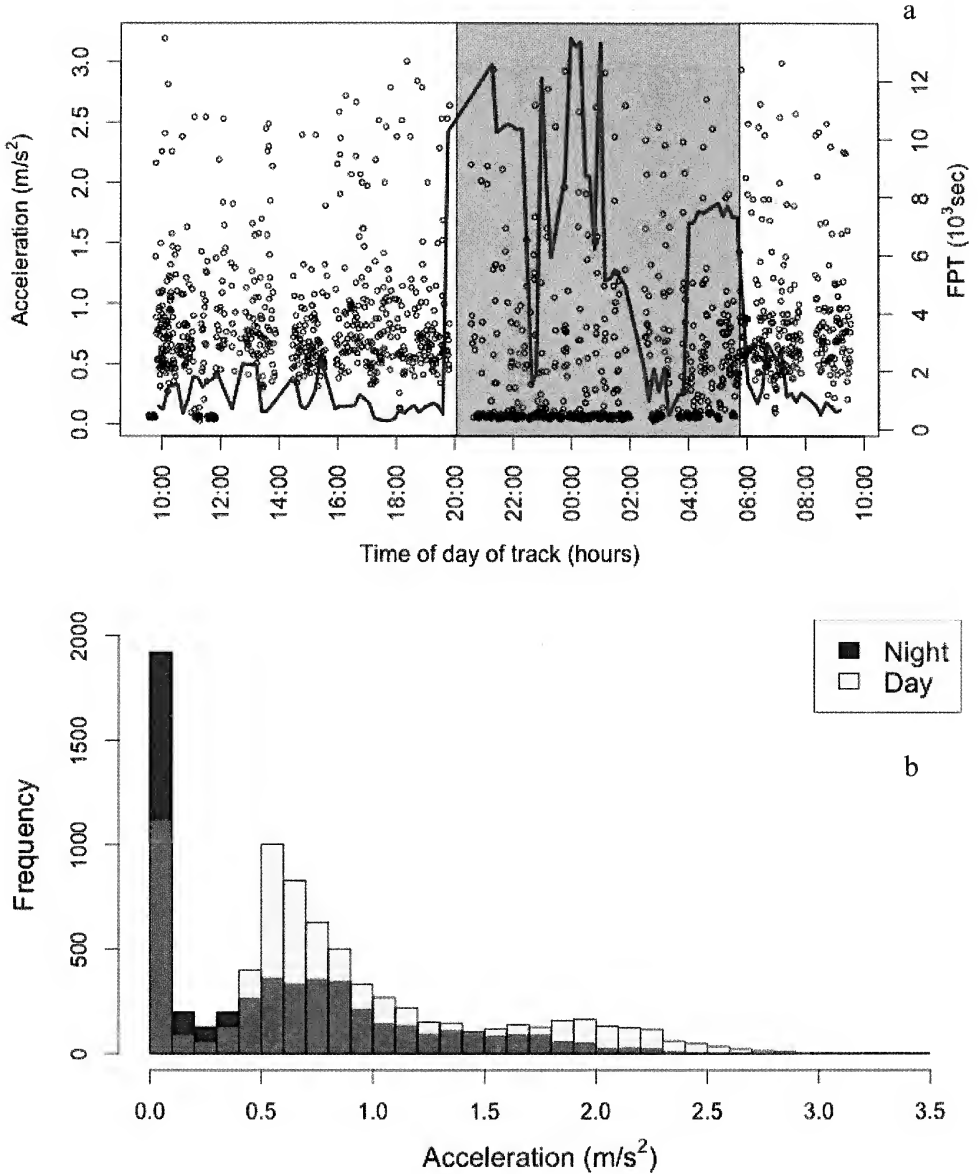 a
Acceleration (m/s²)
0.0 0.5 1.0 1.5 2.0 2.5 3.0
FPT (10³sec)
0 2 4 6 8 10 12
10:00 12:00 14:00 16:00 18:00 20:00 22:00 00:00 02:00 04:00 06:00 08:00 10:00
Time of day of track (hours)
Night
Day
b
Frequency
0 500 1000 1500 2000
0.0 0.5 1.0 1.5 2.0 2.5 3.0 3.5
Acceleration (m/s²)